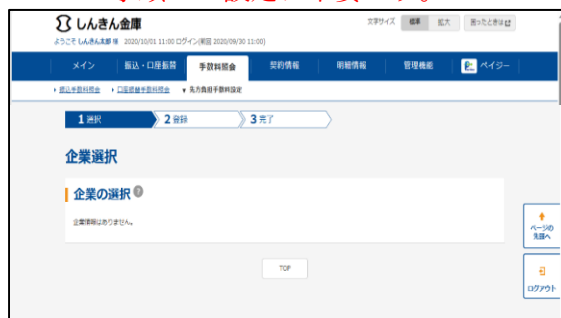 しんきん金庫
文字サイズ 標準 拡大 困ったときは
ようこそ しんきん太郎 様 2020/10/01 11:00 ログイン(前回 2020/09/30 11:00)
メイン 振込・口座振替 手数料照会 契約情報 明細情報 管理機能 ペイジー
振込手数料照会 口座振替手数料照会 先方負担手数料設定
1 選択 2 登録 3 完了
企業選択
企業の選択 ?
企業情報はありません。
TOP
ページの
先頭へ
ログアウト